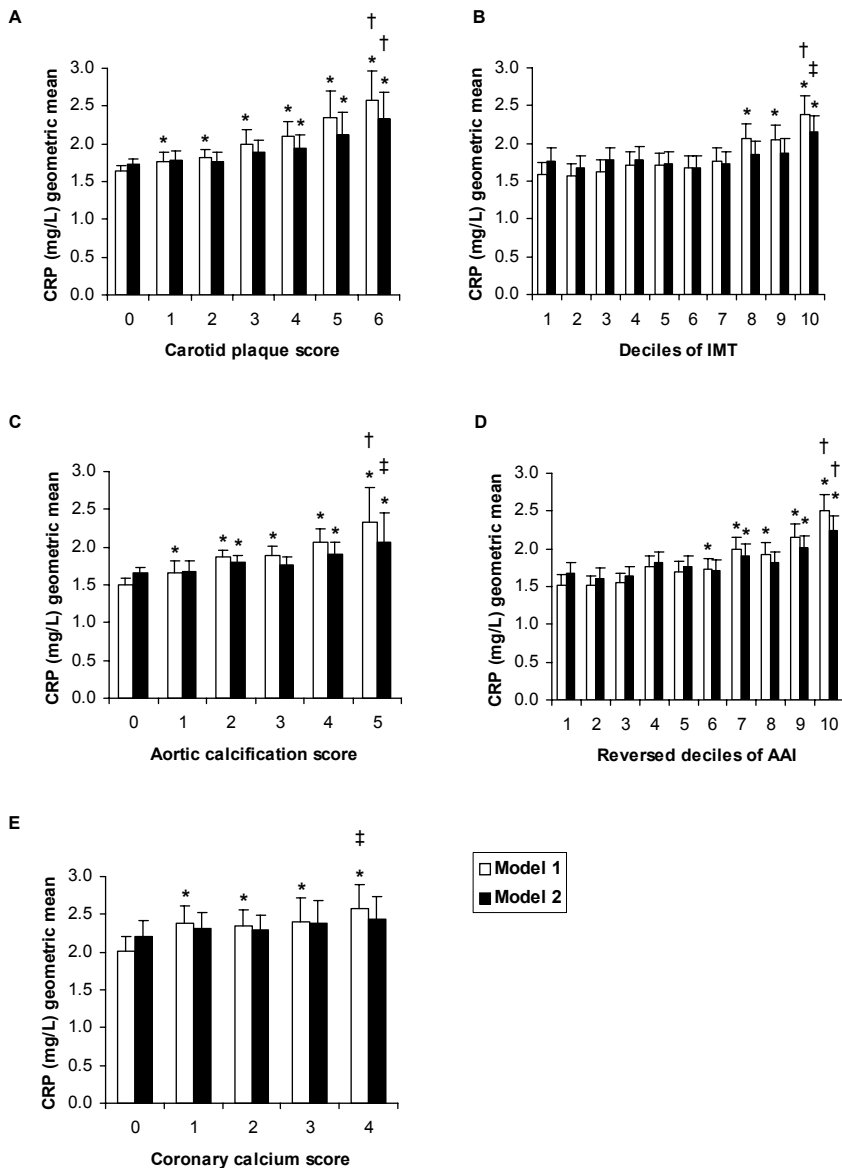 A
CRP (mg/L) geometric mean
3.0
2.5
2.0
1.5
1.0
0.5
0.0
†
†
* * * * * * * * *
0 1 2 3 4 5 6
Carotid plaque score
B
CRP (mg/L) geometric mean
3.0
2.5
2.0
1.5
1.0
0.5
0.0
†
‡
* * * *
1 2 3 4 5 6 7 8 9 10
Deciles of IMT
C
CRP (mg/L) geometric mean
3.0
2.5
2.0
1.5
1.0
0.5
0.0
†
‡
* * * * * * * *
0 1 2 3 4 5
Aortic calcification score
D
CRP (mg/L) geometric mean
3.0
2.5
2.0
1.5
1.0
0.5
0.0
†
†
* * * * * * * *
1 2 3 4 5 6 7 8 9 10
Reversed deciles of AAI
E
CRP (mg/L) geometric mean
3.0
2.5
2.0
1.5
1.0
0.5
0.0
‡
* * * *
0 1 2 3 4
Coronary calcium score
Model 1
Model 2